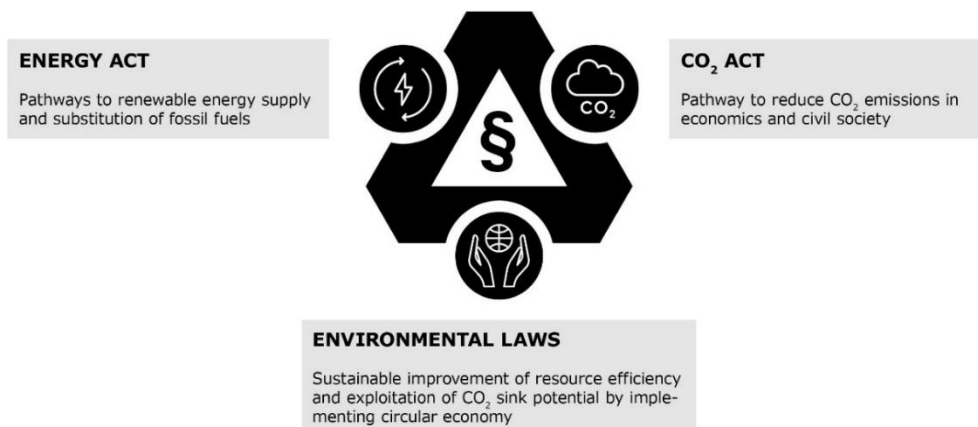 ENERGY ACT
Pathways to renewable energy supply
and substitution of fossil fuels
CO₂
§
CO₂ ACT
Pathway to reduce CO₂ emissions in
economics and civil society
ENVIRONMENTAL LAWS
Sustainable improvement of resource efficiency
and exploitation of CO₂ sink potential by imple-
menting circular economy